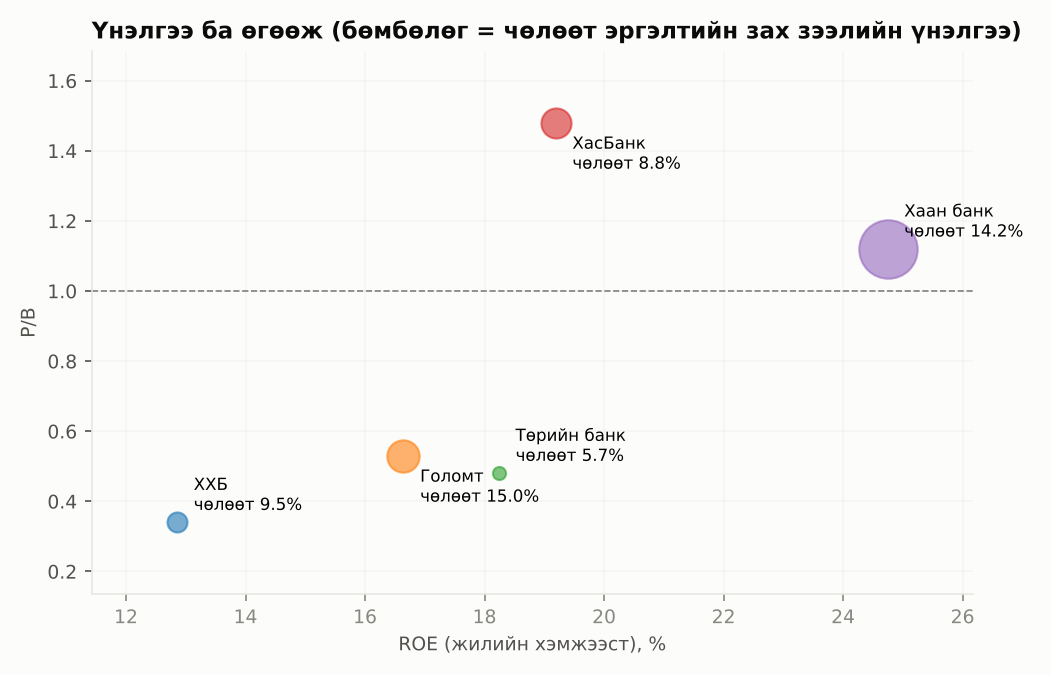 Үнэлгээ ба өгөөж (бөмбөлөг = чөлөөт эргэлтийн зах зээлийн үнэлгээ)
P/B
1.6
1.4
1.2
1.0
0.8
0.6
0.4
0.2
ХасБанк
чөлөөт 8.8%
Хаан банк
чөлөөт 14.2%
Төрийн банк
чөлөөт 5.7%
Голомт
чөлөөт 15.0%
ХХБ
чөлөөт 9.5%
12 14 16 18 20 22 24 26
ROE (жилийн хэмжээст), %